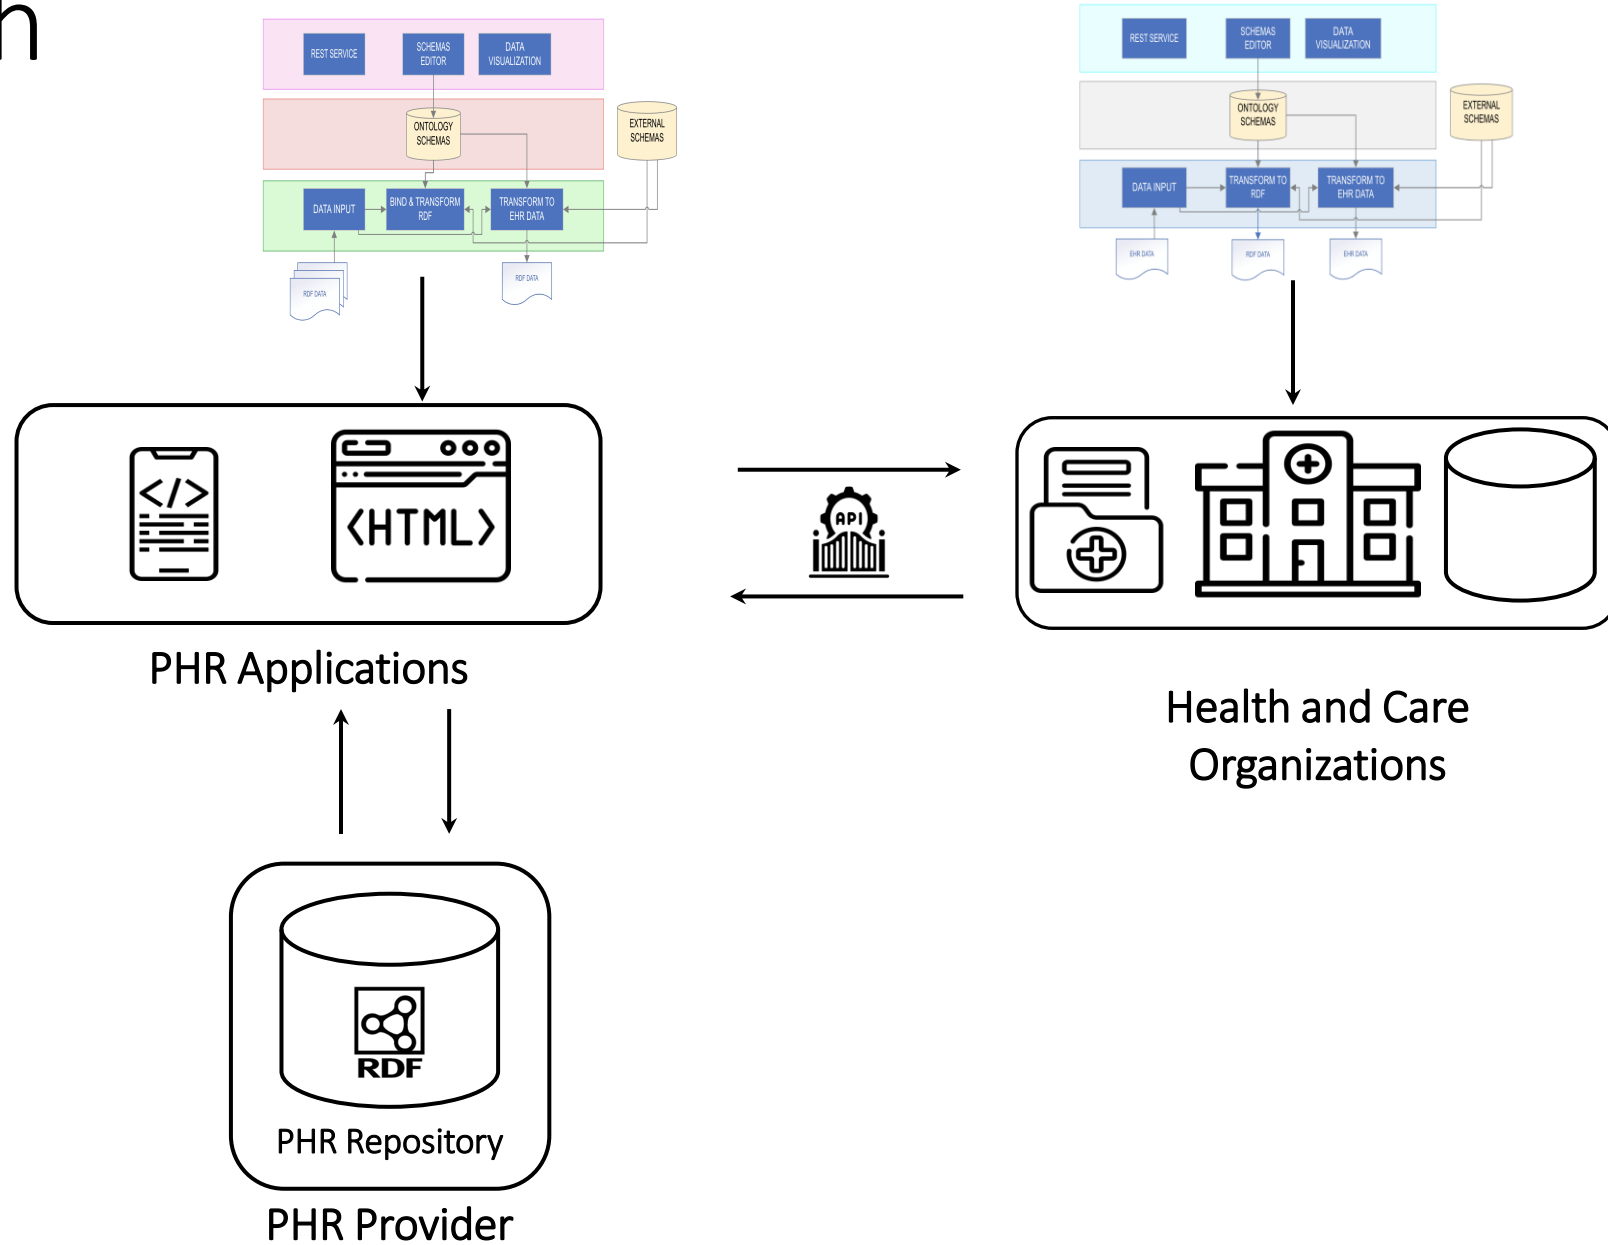 h
REST SERVICE
SCHEMAS
EDITOR
DATA
VISUALIZATION
ONTOLOGY
SCHEMAS
EXTERNAL
SCHEMAS
DATA INPUT
BIND & TRANSFORM
RDF
TRANSFORM TO
EHR DATA
RDF DATA
RDF DATA
REST SERVICE
SCHEMAS
EDITOR
DATA
VISUALIZATION
ONTOLOGY
SCHEMAS
EXTERNAL
SCHEMAS
DATA INPUT
TRANSFORM TO
RDF
TRANSFORM TO
EHR DATA
EHR DATA
RDF DATA
EHR DATA
</>
<HTML>
API
PHR Applications
Health and Care
Organizations
RDF
PHR Repository
PHR Provider